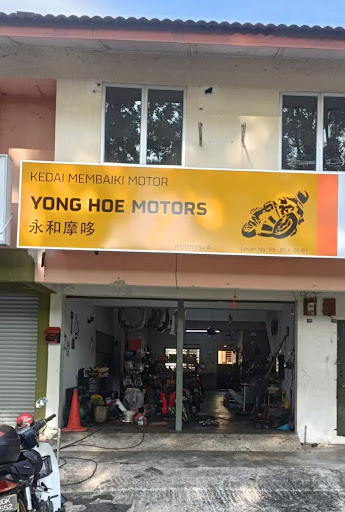 KEDAI MEMBAIKI MOTOR
YONG HOE MOTORS
永和摩哆